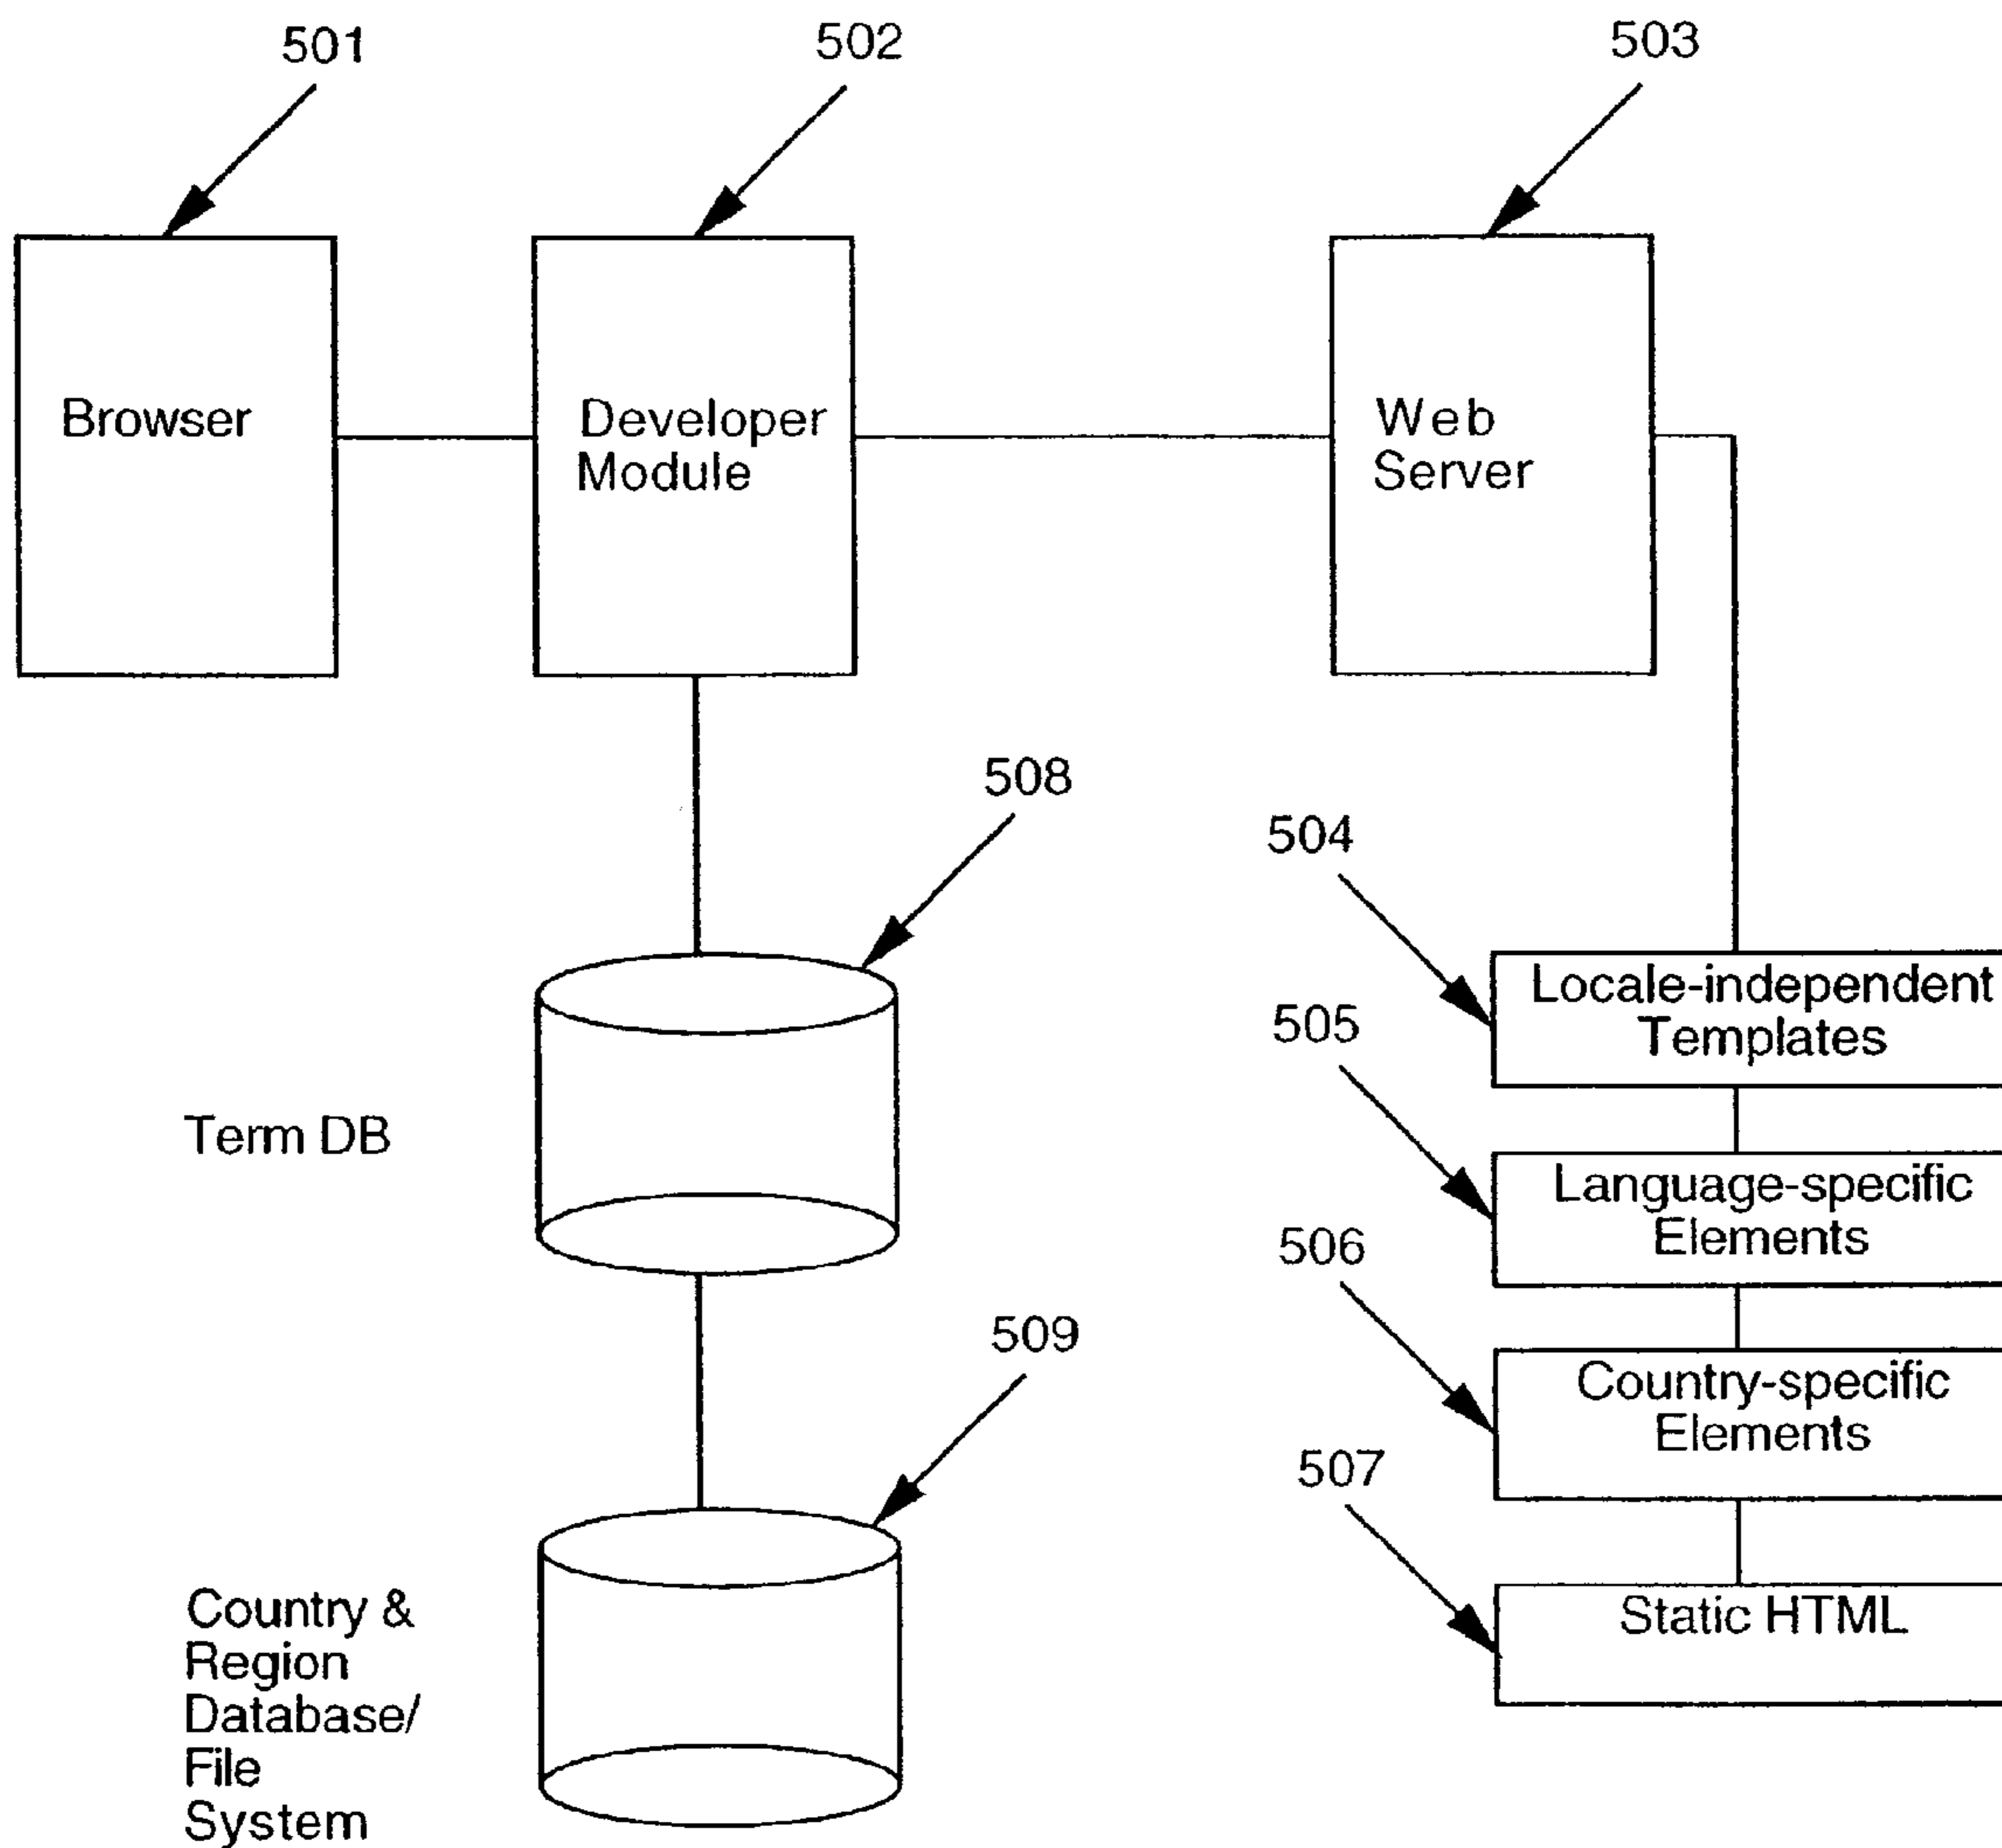 501
502
503
Browser
Developer
Module
Web
Server
508
504
Locale-independent
Templates
505
Term DB
Language-specific
Elements
506
509
Country-specific
Elements
507
Country &
Region
Database/
File
System
Static HTML